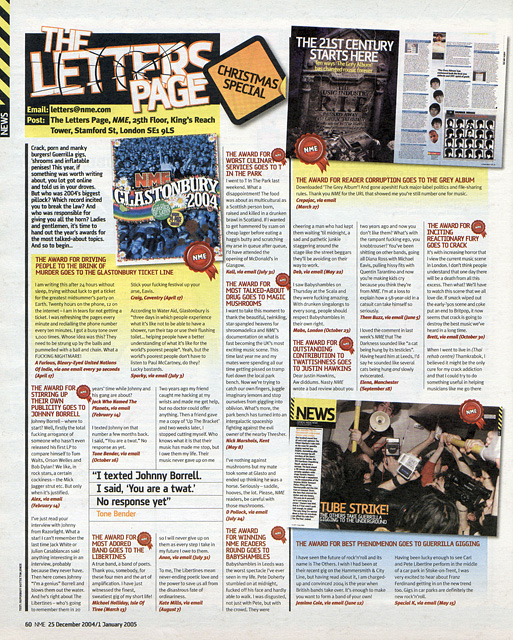 THE
LETTERS
PAGE
CHRISTMAS
SPECIAL
NEWS
Email: letters@nme.com
Post: The Letters Page, NME, 25th Floor, King's Reach
Tower, Stamford St, London SE1 9LS
Crack, porn and manky
burgers! Guerrilla gigs,
'shrooms and inflatable
penises! This year, if
something was worth writing
about, you lot got online
and told us in your droves.
But who was 2004's biggest
pillock? Which record incited
you to break the law? And
who was responsible for
giving you all the horn? Ladies
and gentlemen, it's time to
hand out the year's awards for
the most talked-about topics.
And so to begin...
NME
GLASTONBURY
2004
THE AWARD FOR DRIVING
PEOPLE TO THE BRINK OF
MURDER GOES TO THE GLASTONBURY TICKET LINE
I am writing this after 24 hours without
sleep, trying without luck to get a ticket
for the greatest midsummer's party on
Earth. Twenty hours on the phone, 12 on
the internet – I am in tears for not getting a
ticket. I was refreshing the pages every
minute and redialling the phone number
every ten minutes. I got a busy tone over
1,000 times. Whose idea was this? They
need to be strung up by the balls and
pummelled with a ball and chain. What a
FUCKING NIGHTMARE!
A Furious, Bleary-Eyed United Nations
Of India, via one email every 30 seconds
(April 17)
Stick your fucking festival up your
arse, Eavis.
Craig, Coventry (April 17)
According to Water Aid, Glastonbury is
'three days in which people experience
what it's like not to be able to have a
shower, run their tap or use their flushing
toilet... helping people have a better
understanding of what it's like for the
world's poorest people'. Yeah, but the
world's poorest people don't have to
listen to Paul McCartney, do they?
Lucky bastards.
Sparky, via email (July 3)
THE AWARD FOR
STIRRING UP
THEIR OWN
PUBLICITY GOES TO
JOHNNY BORRELL
Johnny Borrell – where to
start? Well, firstly the most
fucking arrogance of
someone who hasn't even
released his first LP to
compare himself to Tom
Waits, Orson Welles and
Bob Dylan! We like, in
rock stars, a certain
cockiness – the Mick
Jagger strut etc. But only
when it's justified.
Alex, via email
(February 14)
I've just read your
interview with Johnny
from Razorlight. What a
star! I can't remember the
last time Jack White or
Julian Casablancas said
anything interesting in an
interview, probably
because they never have.
Then here comes Johnny
"I'm a genius" Borrell and
blows them out the water.
And he's right about The
Libertines – who's going
to remember them in 20
years' time while Johnny and
his gang are about?
Jack Who Named The
Planets, via email
(February 14)
I texted Johnny on that
number a few months back.
I said, "You are a twat." No
response as yet.
Tone Bender, via email
(October 16)
"I texted Johnny Borrell.
I said, 'You are a twat.'
No response yet"
Tone Bender
THE AWARD FOR
MOST ADORED
BAND GOES TO THE
LIBERTINES
A true band, a band of poets.
Thank you, somebody, for
these four men and the art of
amplification. I have just
witnessed the finest,
sweatiest gig of my short life!
Michael Holliday, Isle Of
Tine (March 13)
Two years ago my friend
caught me hacking at my
wrists and made me get help,
but no doctor could offer
anything. Then a friend gave
me a copy of 'Up The Bracket'
and two weeks later, I
stopped cutting myself. Who
knows what it is that their
music has made me stop, but
I owe them my life. Their
music never gave up on me
so I will never give up on
them as every step I take in
my future I owe to them.
Anon, via email (July 31)
To me, The Libertines mean
never-ending poetic love and
the power to save us all from
the disastrous fate of
ordinariness.
Kate Mills, via email
(August 7)
THE AWARD FOR
WORST CULINARY
SERVICES GOES TO T
IN THE PARK
I went to T In The Park last
weekend. What a
disappointment! The food
was about as multicultural as
a Scottish person born,
raised and killed in a drunken
brawl in Scotland. If I wanted
to get hammered by £1am on
cheap lager before eating a
haggis butty and scratching
my arse in queue after queue,
I'd have attended the
opening of McDonald's in
Glasgow.
Kali, via email (July 31)
THE AWARD FOR
MOST TALKED-ABOUT
DRUG GOES TO MAGIC
MUSHROOMS
I want to take this moment to
thank the beautiful, twinkling,
star-spangled heavens for
shroomadelica and NME's
documentation on what is
fast becoming the UK's most
exciting music scene. This
time last year me and my
mates were spending all our
time getting pissed on tramp
fuel down the local park
bench. Now we're trying to
catch our own fingers, juggle
imaginary lemons and stop
ourselves from giggling into
oblivion. What's more, the
park bench has turned into an
intergalactic spaceship
fighting against the evil
owner of the nearby Thresher.
Nick Marshals, Kent
(May 8)
I've nothing against
mushrooms but my mate
took some at Glasto and
ended up thinking he was a
horse. Seriously – saddle,
hooves, the lot. Please, NME
readers, be careful with
those mushrooms.
B Pollock, via email
(July 24)
THE AWARD FOR
WINNING NME
READERS ROUND
GOES TO
BABYSHAMBLES
Babyshambles in Leeds was the
worst spectacle I've ever
seen in my life. Pete Doherty
stumbled on at midnight,
fucked off his face and hardly
able to walk. I was disgusted,
not just with Pete, but with
the crowd. They were
cheering a man who had kept
them waiting 'til midnight, a
sad and pathetic junkie
staggering around the
stage – like the street beggars
they'll be avoiding on their
way to work.
Deb, via email (May 22)
I saw Babyshambles on
Thursday at the Scala and
they were fucking amazing.
With drunken singalongs to
every song, people should
respect Babyshambles in
their own right.
Mabs, London (October 23)
THE AWARD FOR
OUTSTANDING
CONTRIBUTION TO
TWATTISHNESS GOES
TO JUSTIN HAWKINS
Dear Justin Hawkins,
Aw diddums. Nasty NME
wrote a bad review about you
two years ago and now you
don't like them? What's with
the rampant fucking ego, you
knobtosser? You've been
shitting on other bands, going
all Diana Ross with Michael
Parkinson, having hissy fits with
Quentin Tarantino and now
you're making kids cry
because you think they're
from NME. I'm at a loss to
explain how a 28-year-old in a
catsuit can take himself so
seriously.
Thom Buzz, via email (June 5)
I loved the comment in last
week's NME that The
Darkness sounded like "a cat
being put through bagpipes".
Having heard him at Leeds, I'd
say he sounded like several
cats being hung and slowly
eviscerated.
Elano, Manchester
(September 18)
THE AWARD FOR
INCITING
REACTIONARY FURY
GOES TO CRACK
It's with increasing horror that
I view the current music scene
in London. I don't think people
understand that one day there
will be a death from all this
excess. Then what? We'll have
to watch this scene that we all
love die. If smack wiped out
the early '90s scene and coke
put an end to Britpop, it now
seems that crack is going to
destroy the best music we've
heard in a long time.
Brett, via email (October 30)
When I went to live in (Thai
rehab centre) Thamkrabok, I
believed it might be the only
cure for my crack addiction
and that I could try to do
something useful in helping
musicians like me go there
THE 21ST CENTURY
STARTS HERE
Ten ways 'The Grey Album'
has changed music forever
MUSIC INDUSTRY
R.I.P
NME
THE AWARD FOR READER CORRUPTION GOES TO THE GREY ALBUM
Downloaded 'The Grey Album'! And gone apeshit! Fuck major-label politics and file-sharing
rules. Thank you NME for the URL that showed me you're still number one for music.
Crepejac, via email
(March 27)
NEWS
TUBE STRIKE!
THE OTHERS TAKE GUERRILLA
GIGGING TO THE UNDERGROUND
THE AWARD FOR BEST PHENOMENON GOES TO GUERRILLA GIGGING
I have seen the future of rock'n'roll and its
name is The Others. I wish I had been at
their recent gig on the Hammersmith & City
Line, but having read about it, I am charged-
up and convinced 2004 is the year when
British bands take over. It's enough to make
you want to form a band of your own!
Jemima Cole, via email (June 12)
Having been lucky to see Carl
and Pete Libertine perform in the middle
of a car park in Stoke-on-Trent, I was
very excited to hear about Franz
Ferdinand getting in on the new trend
too. Gigs in car parks are definitely the
new rock'n'roll.
Special K, via email (May 15)
60 NME 25 December 2004/1 January 2005